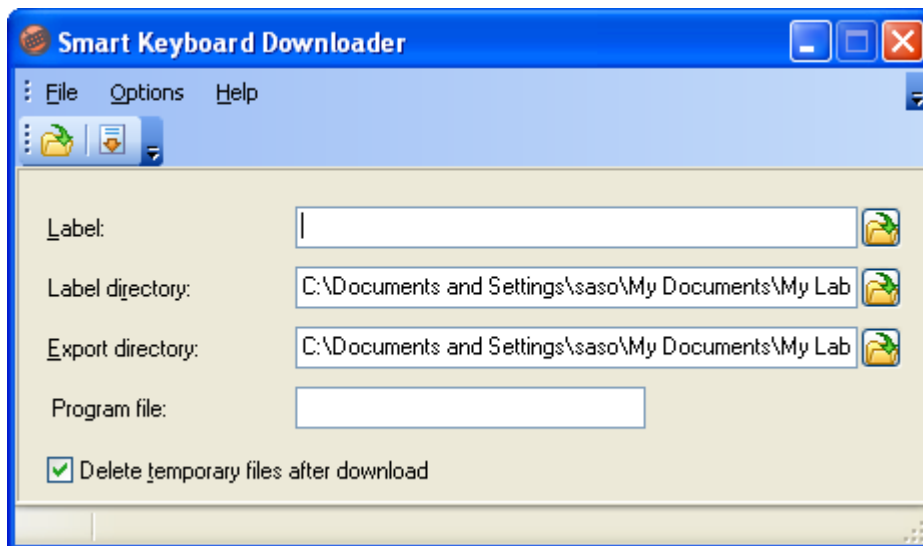 Smart Keyboard Downloader
File Options Help
Label:
Label directory: C:\Documents and Settings\saso\My Documents\My Lab
Export directory: C:\Documents and Settings\saso\My Documents\My Lab
Program file:
Delete temporary files after download